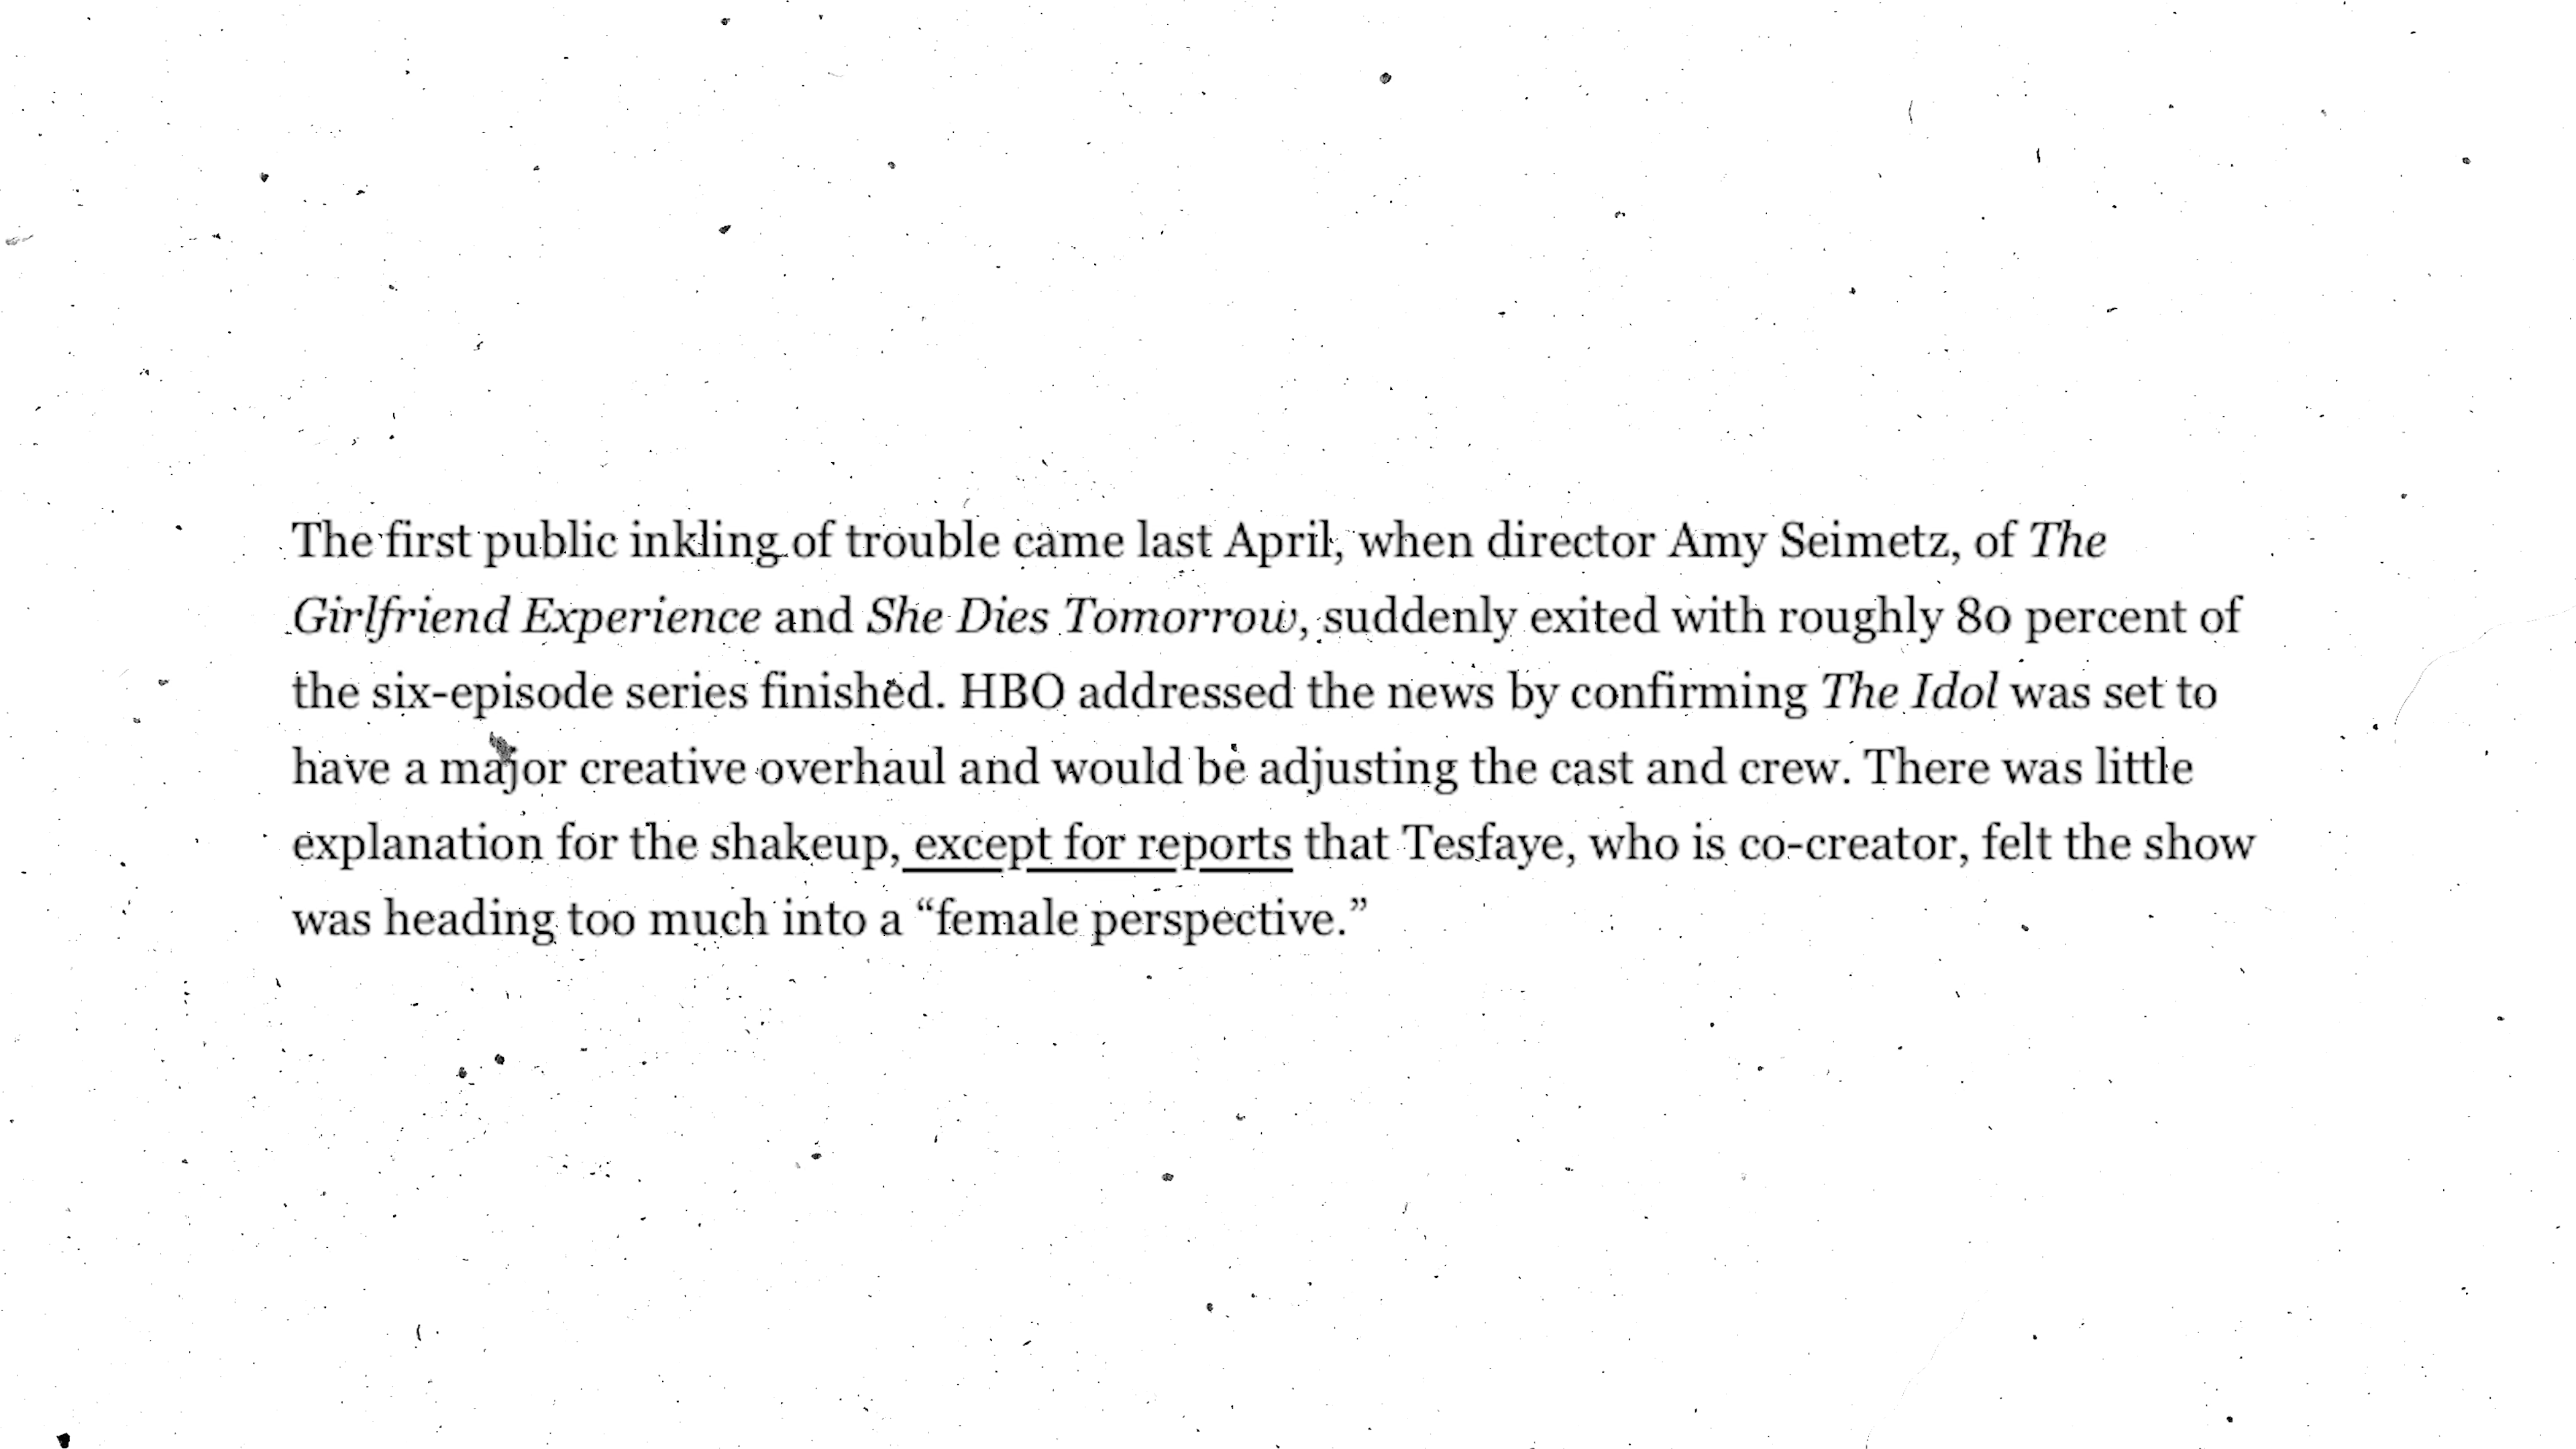 The first public inkling of trouble came last April, when director Amy Seimetz, of The
Girlfriend Experience and She Dies Tomorrow, suddenly exited with roughly 80 percent of
the six-episode series finished. HBO addressed the news by confirming The Idol was set to
have a major creative overhaul and would be adjusting the cast and crew. There was little
explanation for the shakeup, except for reports that Tesfaye, who is co-creator, felt the show
was heading too much into a “female perspective.”